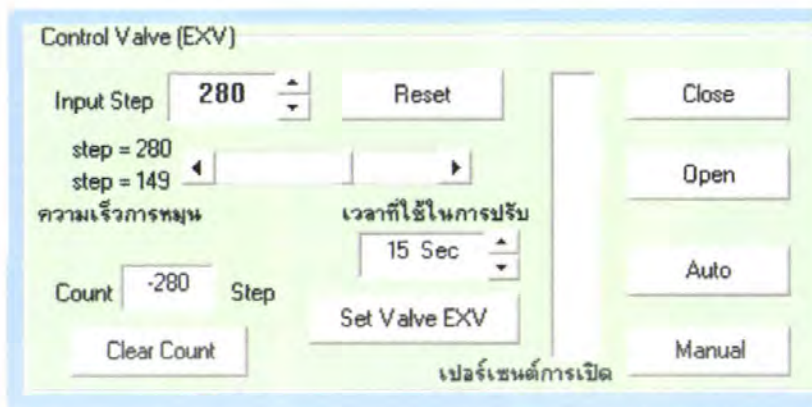 Control Valve (EXV)
Input Step 280 Reset Close
step = 280
step = 149
Open
ความเร็วการหมุน เวลาที่ใช้ในการปรับ
15 Sec
Count -280 Step
Auto
Set Valve EXV
Clear Count
Manual
เปอร์เซนต์การเปิด